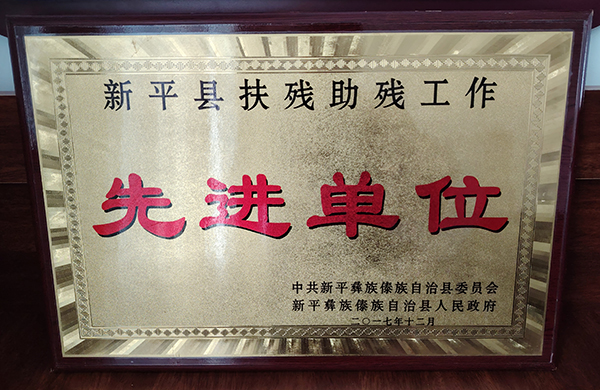 新平县扶残助残工作
先进单位
中共新平彝族傣族自治县委员会
新平彝族傣族自治县人民政府
二〇一七年十二月